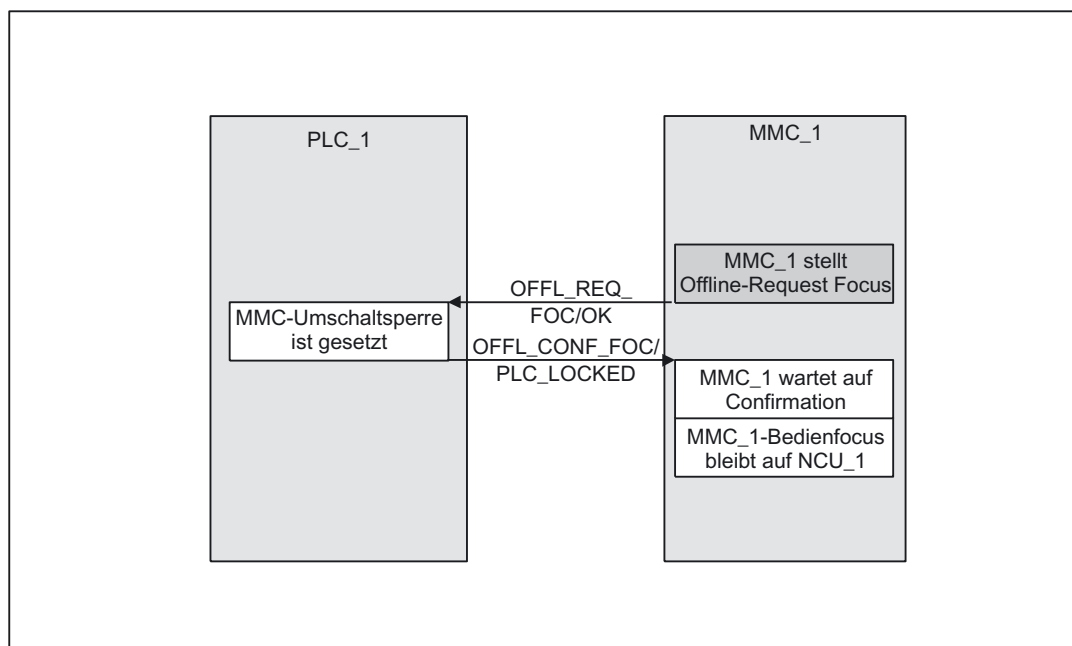 PLC_1
MMC_1
MMC_1 stellt
Offline-Request Focus
OFFL_REQ_
FOC/OK
MMC-Umschaltsperre
ist gesetzt
OFFL_CONF_FOC/
PLC_LOCKED
MMC_1 wartet auf
Confirmation
MMC_1-Bedienfocus
bleibt auf NCU_1